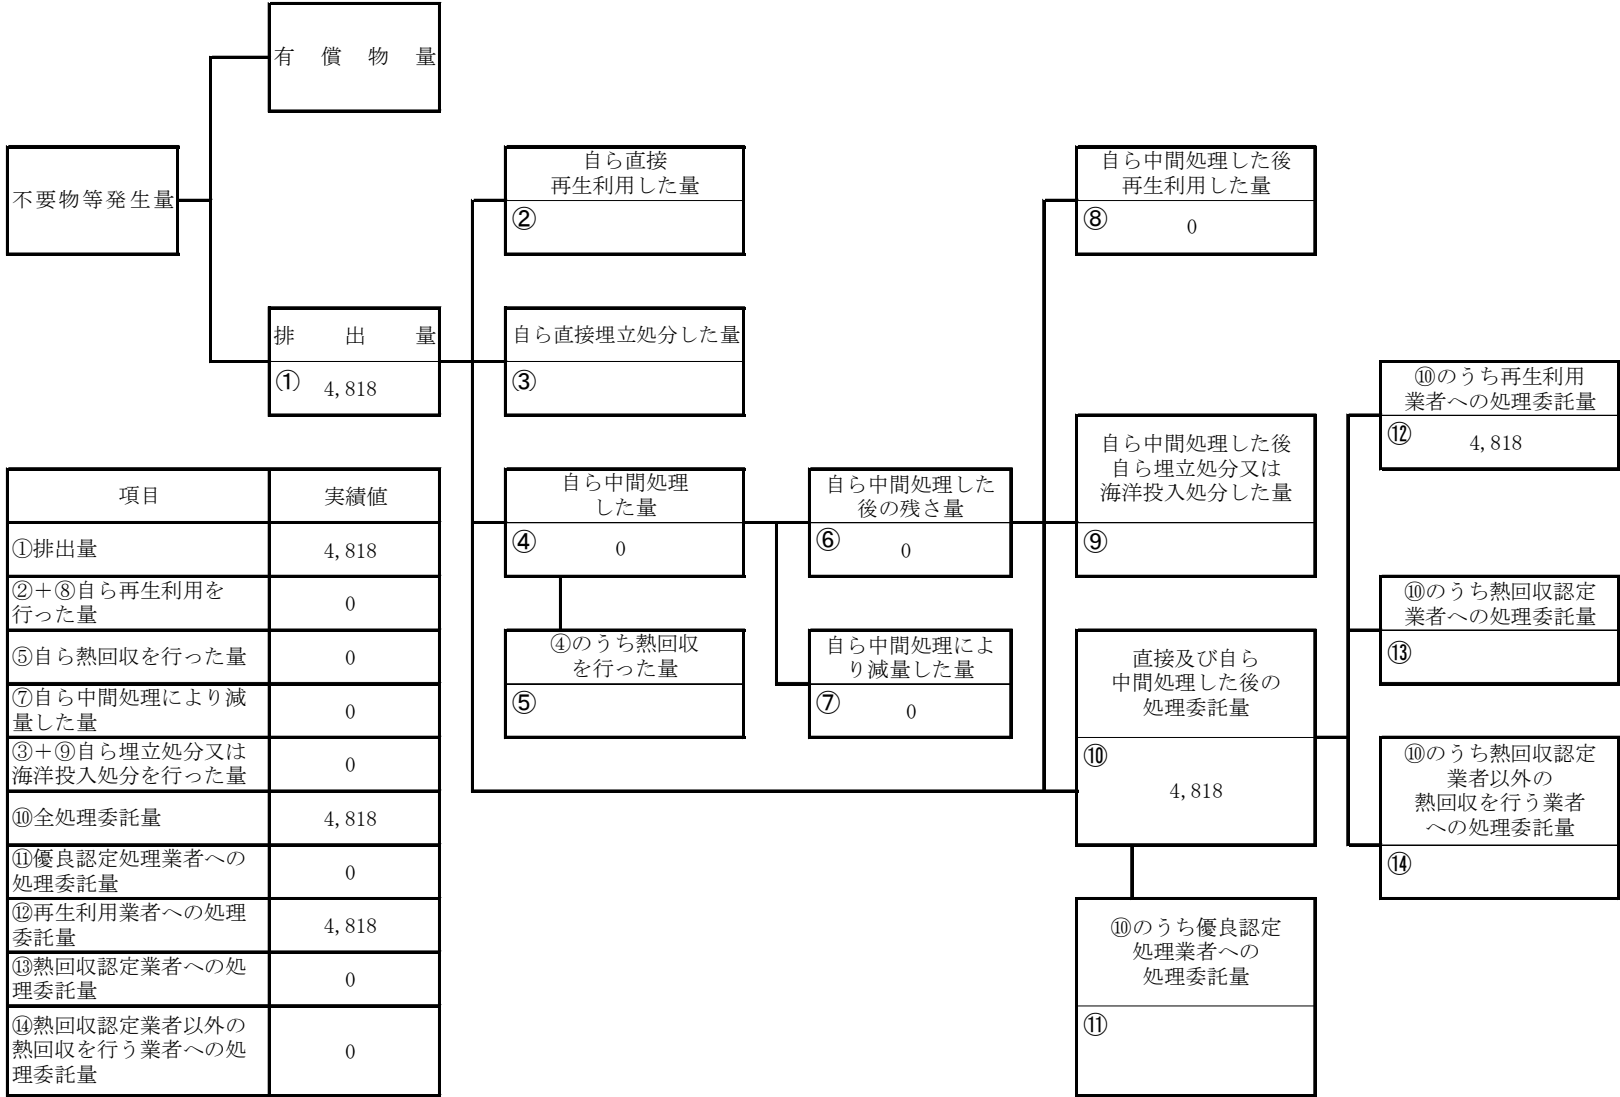 有償物量
不要物等発生量
排出量
① 4,818
自ら直接
再生利用した量
②
自ら直接埋立処分した量
③
自ら中間処理
した量
④ 0
④のうち熱回収
を行った量
⑤
自ら中間処理した
後の残さ量
⑥ 0
自ら中間処理によ
り減量した量
⑦ 0
自ら中間処理した後
再生利用した量
⑧ 0
自ら中間処理した後
自ら埋立処分又は
海洋投入処分した量
⑨
直接及び自ら
中間処理した後の
処理委託量
⑩
4,818
⑩のうち優良認定
処理業者への
処理委託量
⑪
⑩のうち再生利用
業者への処理委託量
⑫ 4,818
⑩のうち熱回収認定
業者への処理委託量
⑬
⑩のうち熱回収認定
業者以外の
熱回収を行う業者
への処理委託量
⑭
項目 実績値
①排出量 4,818
②＋⑧自ら再生利用を
行った量 0
⑤自ら熱回収を行った量 0
⑦自ら中間処理により減
量した量 0
③＋⑨自ら埋立処分又は
海洋投入処分を行った量 0
⑩全処理委託量 4,818
⑪優良認定処理業者への
処理委託量 0
⑫再生利用業者への処理
委託量 4,818
⑬熱回収認定業者への処
理委託量 0
⑭熱回収認定業者以外の
熱回収を行う業者への処
理委託量 0